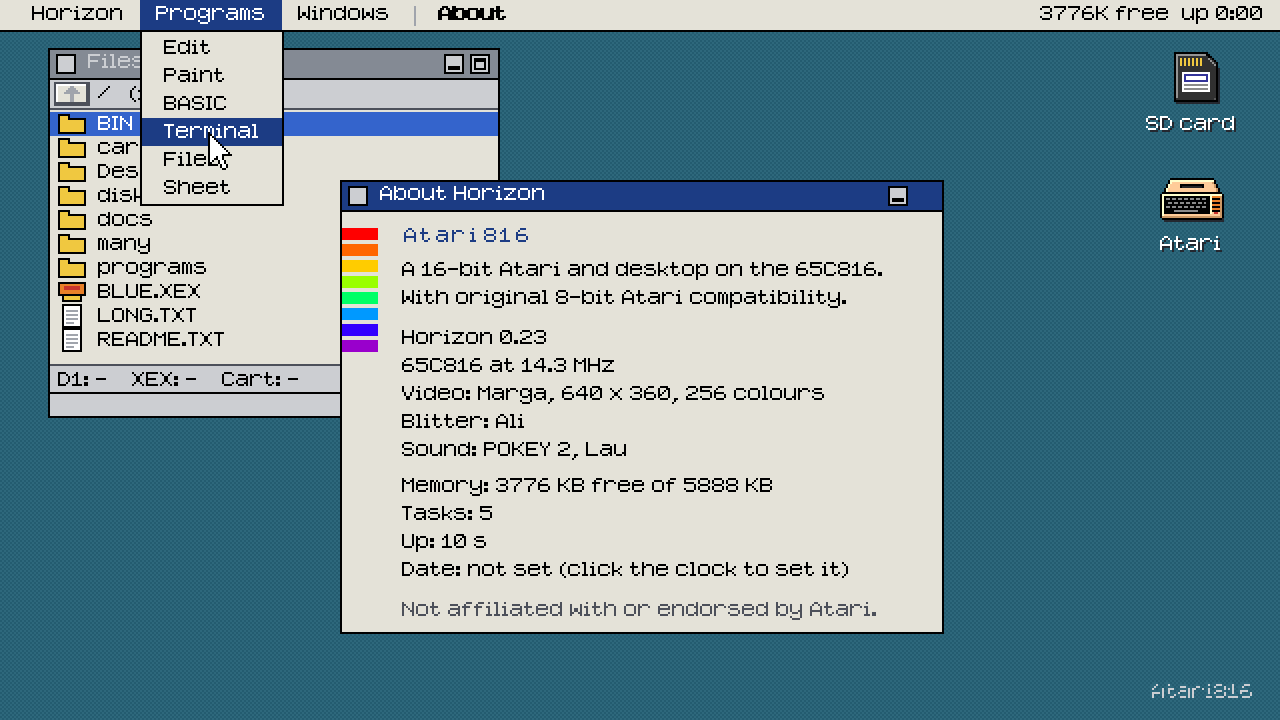 Horizon Programs Windows | About 3776K free up 0:00
Edit
Paint
BASIC
Terminal
Sheet
/
BIN
docs
many
programs
BLUE.XEX
LONG.TXT
README.TXT
D1: - XEX: - Cart: -
About Horizon
Atari816
A 16-bit Atari and desktop on the 65C816.
With original 8-bit Atari compatibility.
Horizon 0.23
65C816 at 14.3 MHz
Video: Marga, 640 x 360, 256 colours
Blitter: Ali
Sound: POKEY 2, Lau
Memory: 3776 KB free of 5888 KB
Tasks: 5
Up: 10 s
Date: not set (click the clock to set it)
Not affiliated with or endorsed by Atari.
SD card
Atari
Atari816